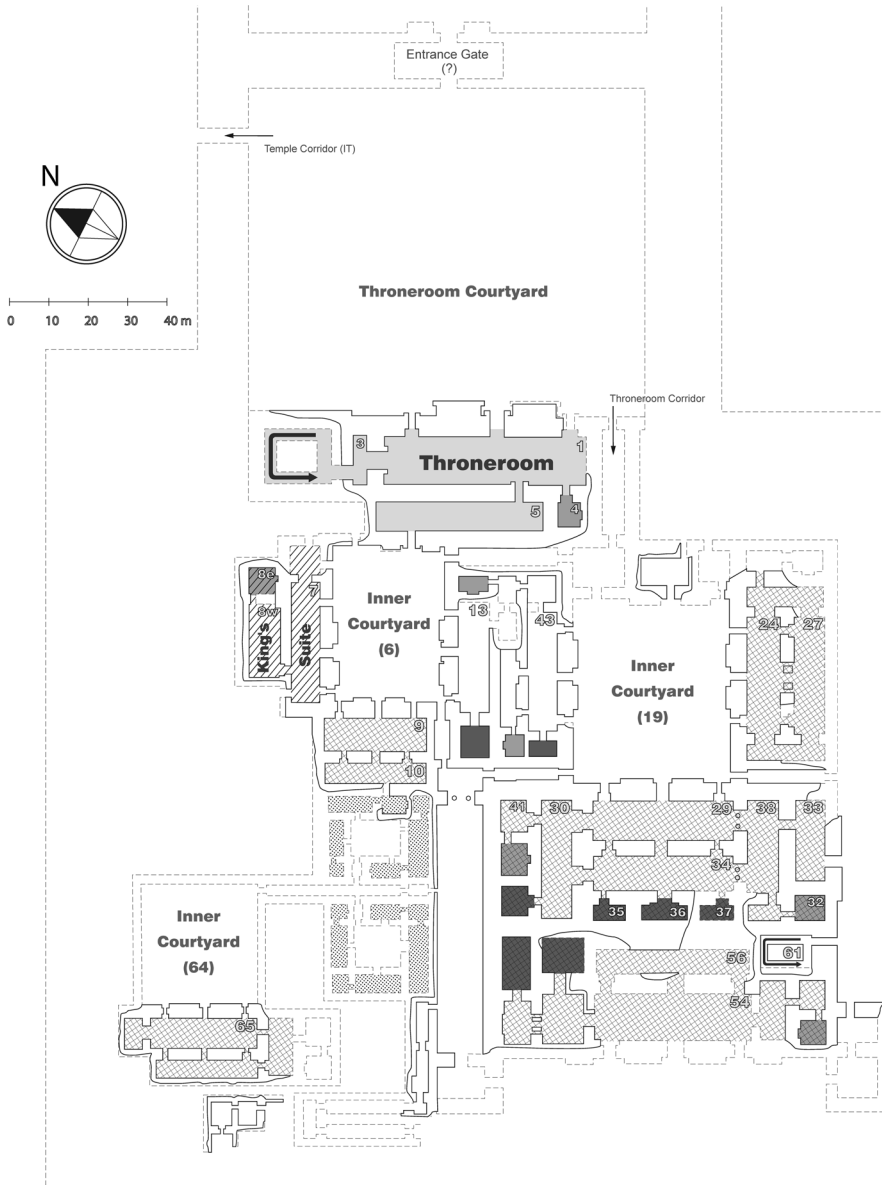 Entrance Gate
(?)
Temple Corridor (IT)
N
0 10 20 30 40 m
Throneroom Courtyard
Throneroom Corridor
3
1
Throneroom
5
4
8e
7
8w
King's
Suite
Inner
Courtyard
(6)
13
43
Inner
Courtyard
(19)
24
27
9
10
41
30
29
38
33
34
32
35
36
37
Inner
Courtyard
(64)
61
56
54
65